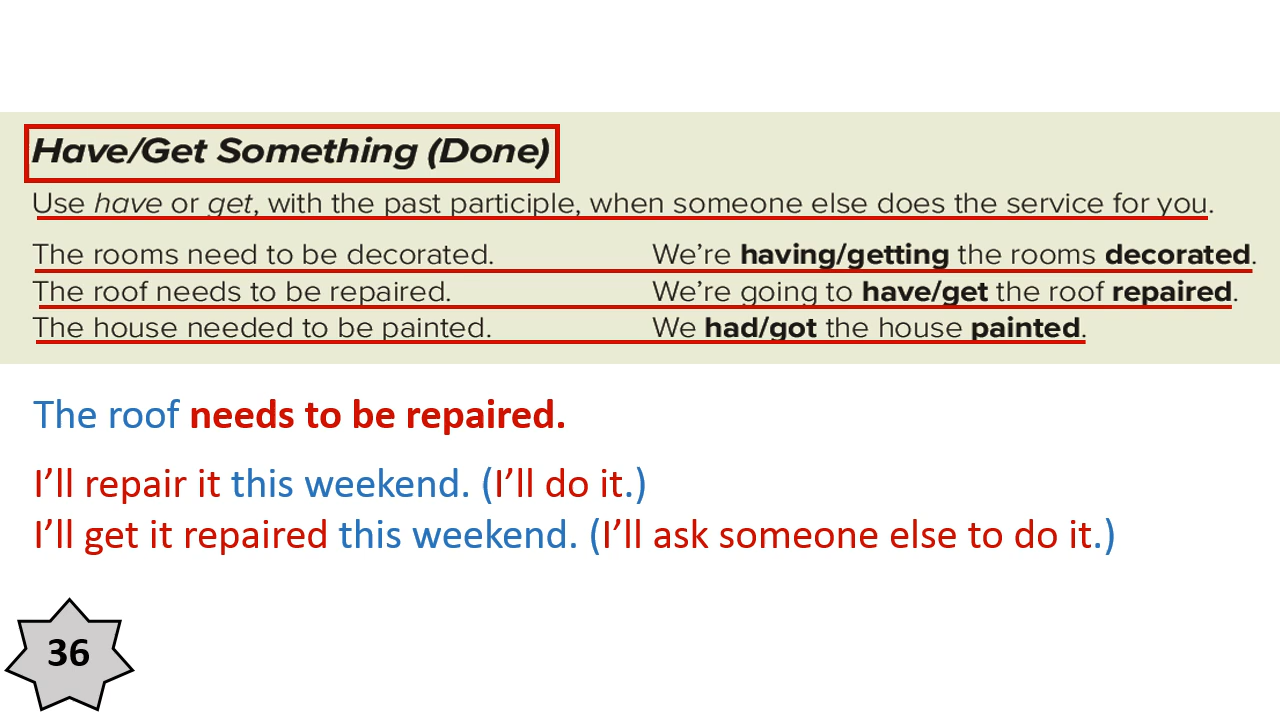 Have/Get Something (Done)
Use have or get, with the past participle, when someone else does the service for you.
The rooms need to be decorated. We’re having/getting the rooms decorated.
The roof needs to be repaired. We’re going to have/get the roof repaired.
The house needed to be painted. We had/got the house painted.
The roof needs to be repaired.
I’ll repair it this weekend. (I’ll do it.)
I’ll get it repaired this weekend. (I’ll ask someone else to do it.)
36